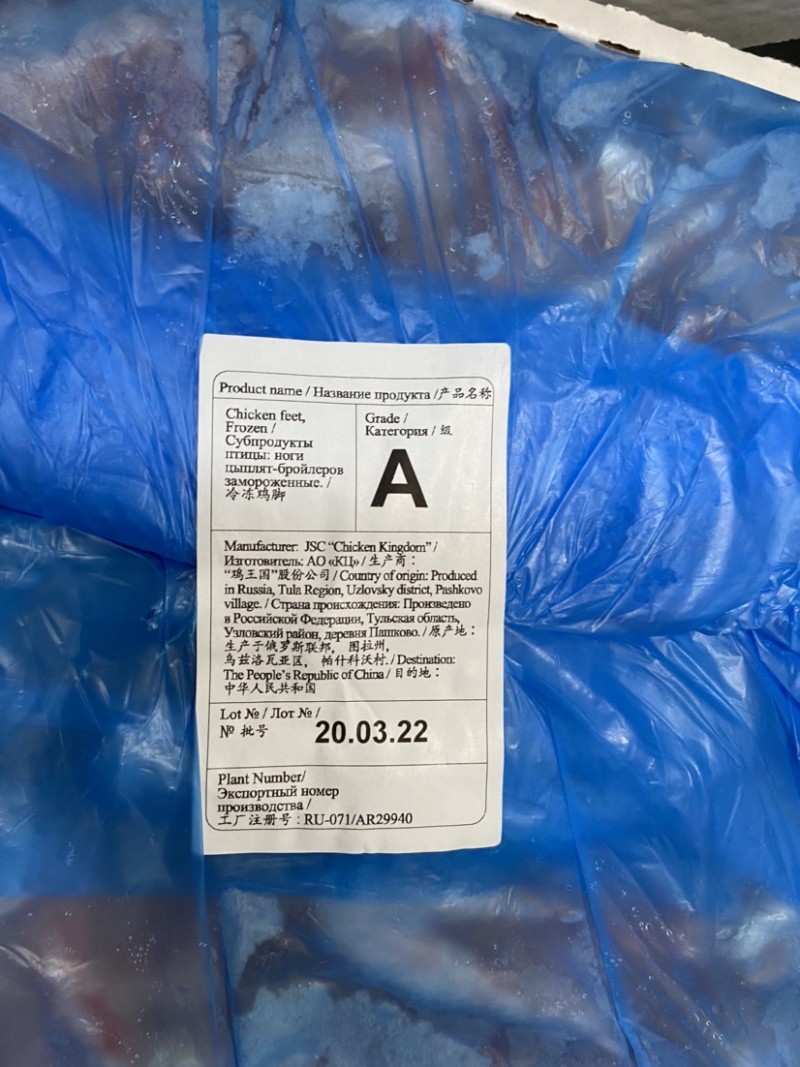 Product name / Название продукта /产品名称
Chicken feet,
Frozen /
Субпродукты
птицы: ноги
цыплят-бройлеров
замороженные. /
冷冻鸡脚
Grade /
Категория / 级
A
Manufacturer: JSC “Chicken Kingdom” /
Изготовитель: АО «КЦ» / 生产商：
“鸡王国”股份公司 / Country of origin: Produced
in Russia, Tula Region, Uzlovsky district, Pashkovo
village. / Страна происхождения: Произведено
в Российской Федерации, Тульская область,
Узловский район, деревня Пашково. / 原产地：
生产于俄罗斯联邦, 图拉州,
乌兹洛瓦亚区, 帕什科沃村. / Destination:
The People’s Republic of China / 目的地：
中华人民共和国
Lot № / Лот № /
№ 批号
20.03.22
Plant Number/
Экспортный номер
производства /
工厂注册号 : RU-071/AR29940